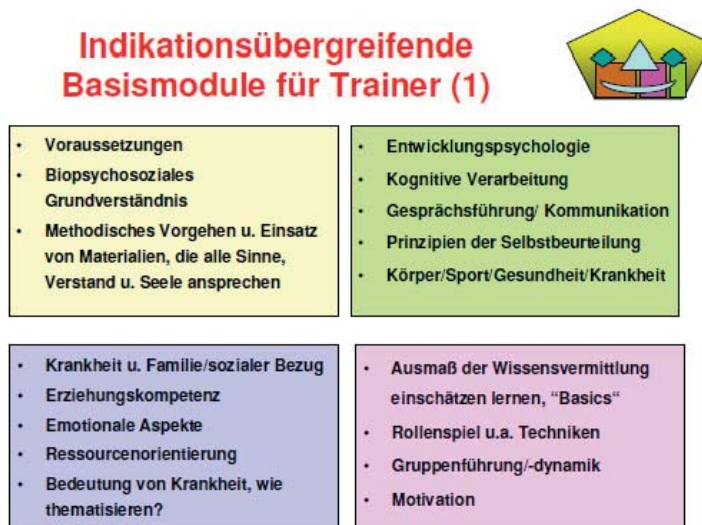 Indikationsübergreifende
Basismodule für Trainer (1)
• Voraussetzungen
• Biopsychosoziales
Grundverständnis
• Methodisches Vorgehen u. Einsatz
von Materialien, die alle Sinne,
Verstand u. Seele ansprechen
• Entwicklungspsychologie
• Kognitive Verarbeitung
• Gesprächsführung/ Kommunikation
• Prinzipien der Selbstbeurteilung
• Körper/Sport/Gesundheit/Krankheit
• Krankheit u. Familie/sozialer Bezug
• Erziehungskompetenz
• Emotionale Aspekte
• Ressourcenorientierung
• Bedeutung von Krankheit, wie
thematisieren?
• Ausmaß der Wissensvermittlung
einschätzen lernen, “Basics“
• Rollenspiel u.a. Techniken
• Gruppenführung/-dynamik
• Motivation